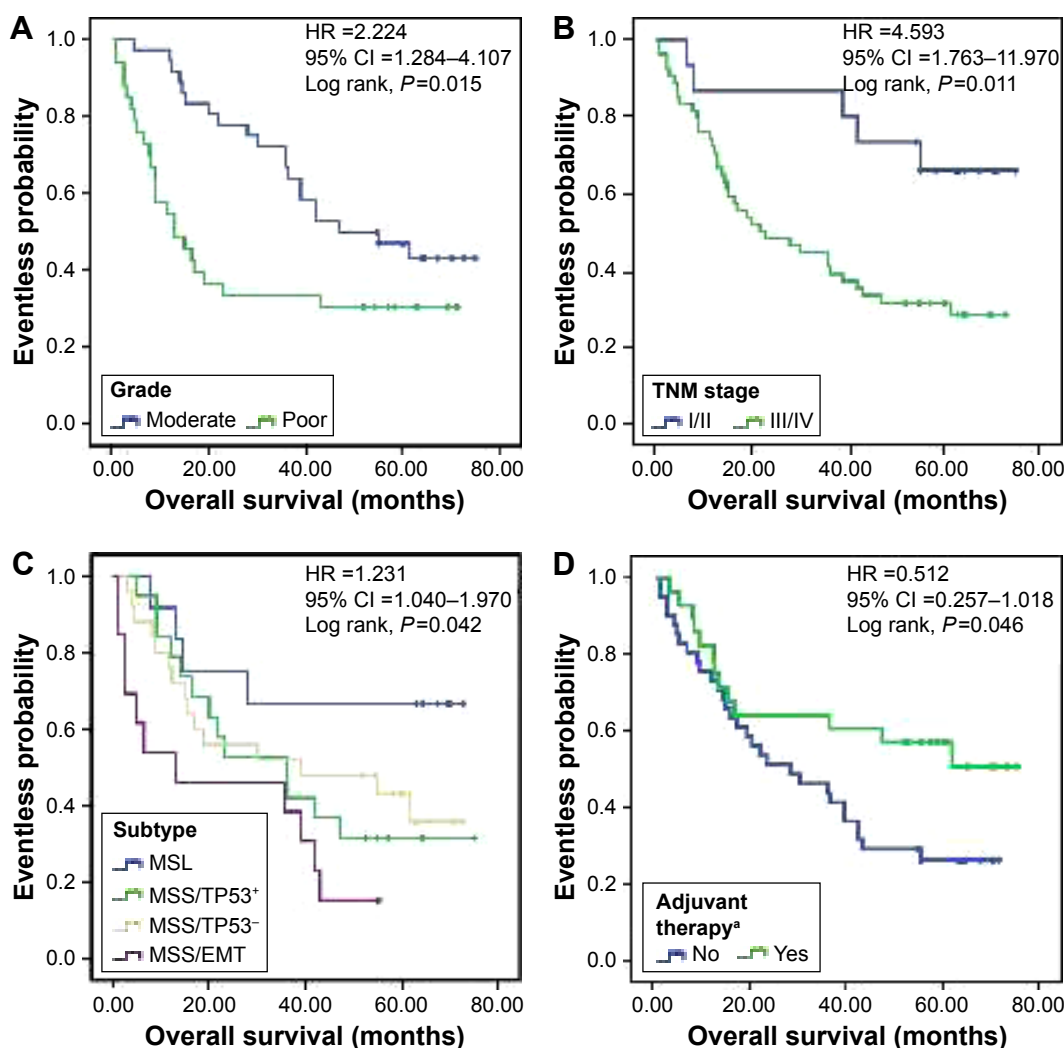 A
HR =2.224
95% CI =1.284–4.107
Log rank, P=0.015
Eventless probability
1.0
0.8
0.6
0.4
0.2
0.0
Grade
Moderate Poor
0.00 20.00 40.00 60.00 80.00
Overall survival (months)
B
HR =4.593
95% CI =1.763–11.970
Log rank, P=0.011
Eventless probability
1.0
0.8
0.6
0.4
0.2
0.0
TNM stage
I/II III/IV
0.00 20.00 40.00 60.00 80.00
Overall survival (months)
C
HR =1.231
95% CI =1.040–1.970
Log rank, P=0.042
Eventless probability
1.0
0.8
0.6
0.4
0.2
0.0
Subtype
MSL
MSS/TP53⁺
MSS/TP53⁻
MSS/EMT
0.00 20.00 40.00 60.00 80.00
Overall survival (months)
D
HR =0.512
95% CI =0.257–1.018
Log rank, P=0.046
Eventless probability
1.0
0.8
0.6
0.4
0.2
0.0
Adjuvant
therapyᵃ
No Yes
0.00 20.00 40.00 60.00 80.00
Overall survival (months)